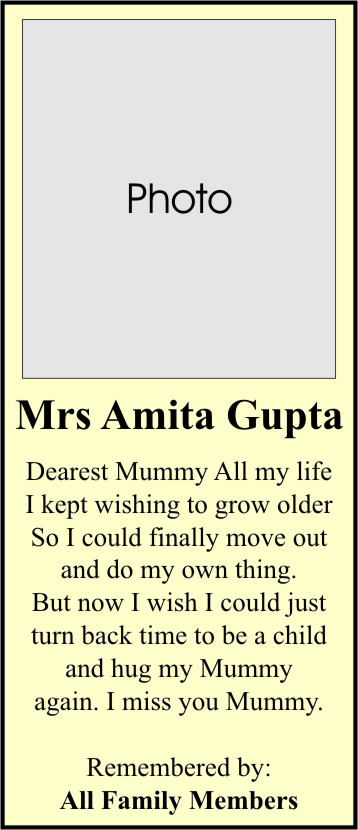 Photo
Mrs Amita Gupta
Dearest Mummy All my life
I kept wishing to grow older
So I could finally move out
and do my own thing.
But now I wish I could just
turn back time to be a child
and hug my Mummy
again. I miss you Mummy.
Remembered by:
All Family Members